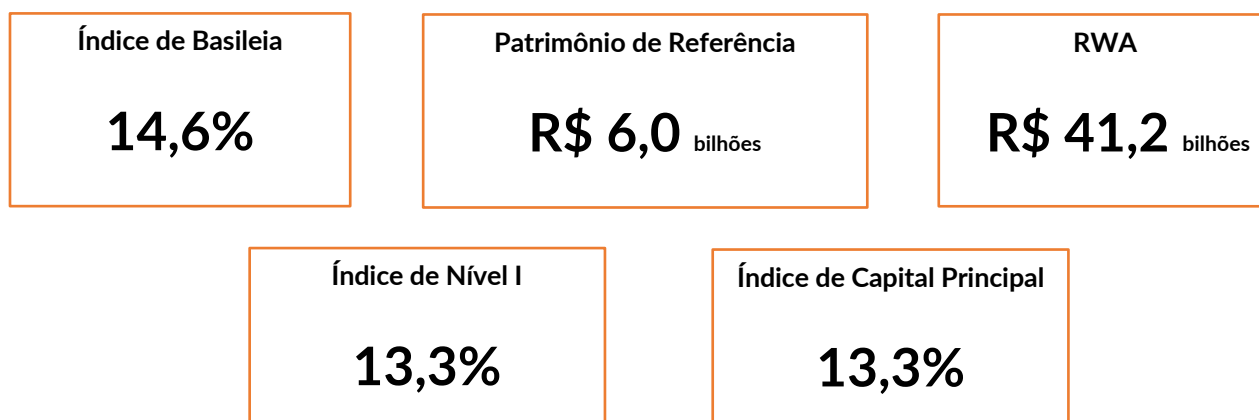 Índice de Basileia
14,6%
Patrimônio de Referência
R$ 6,0 bilhões
RWA
R$ 41,2 bilhões
Índice de Nível I
13,3%
Índice de Capital Principal
13,3%